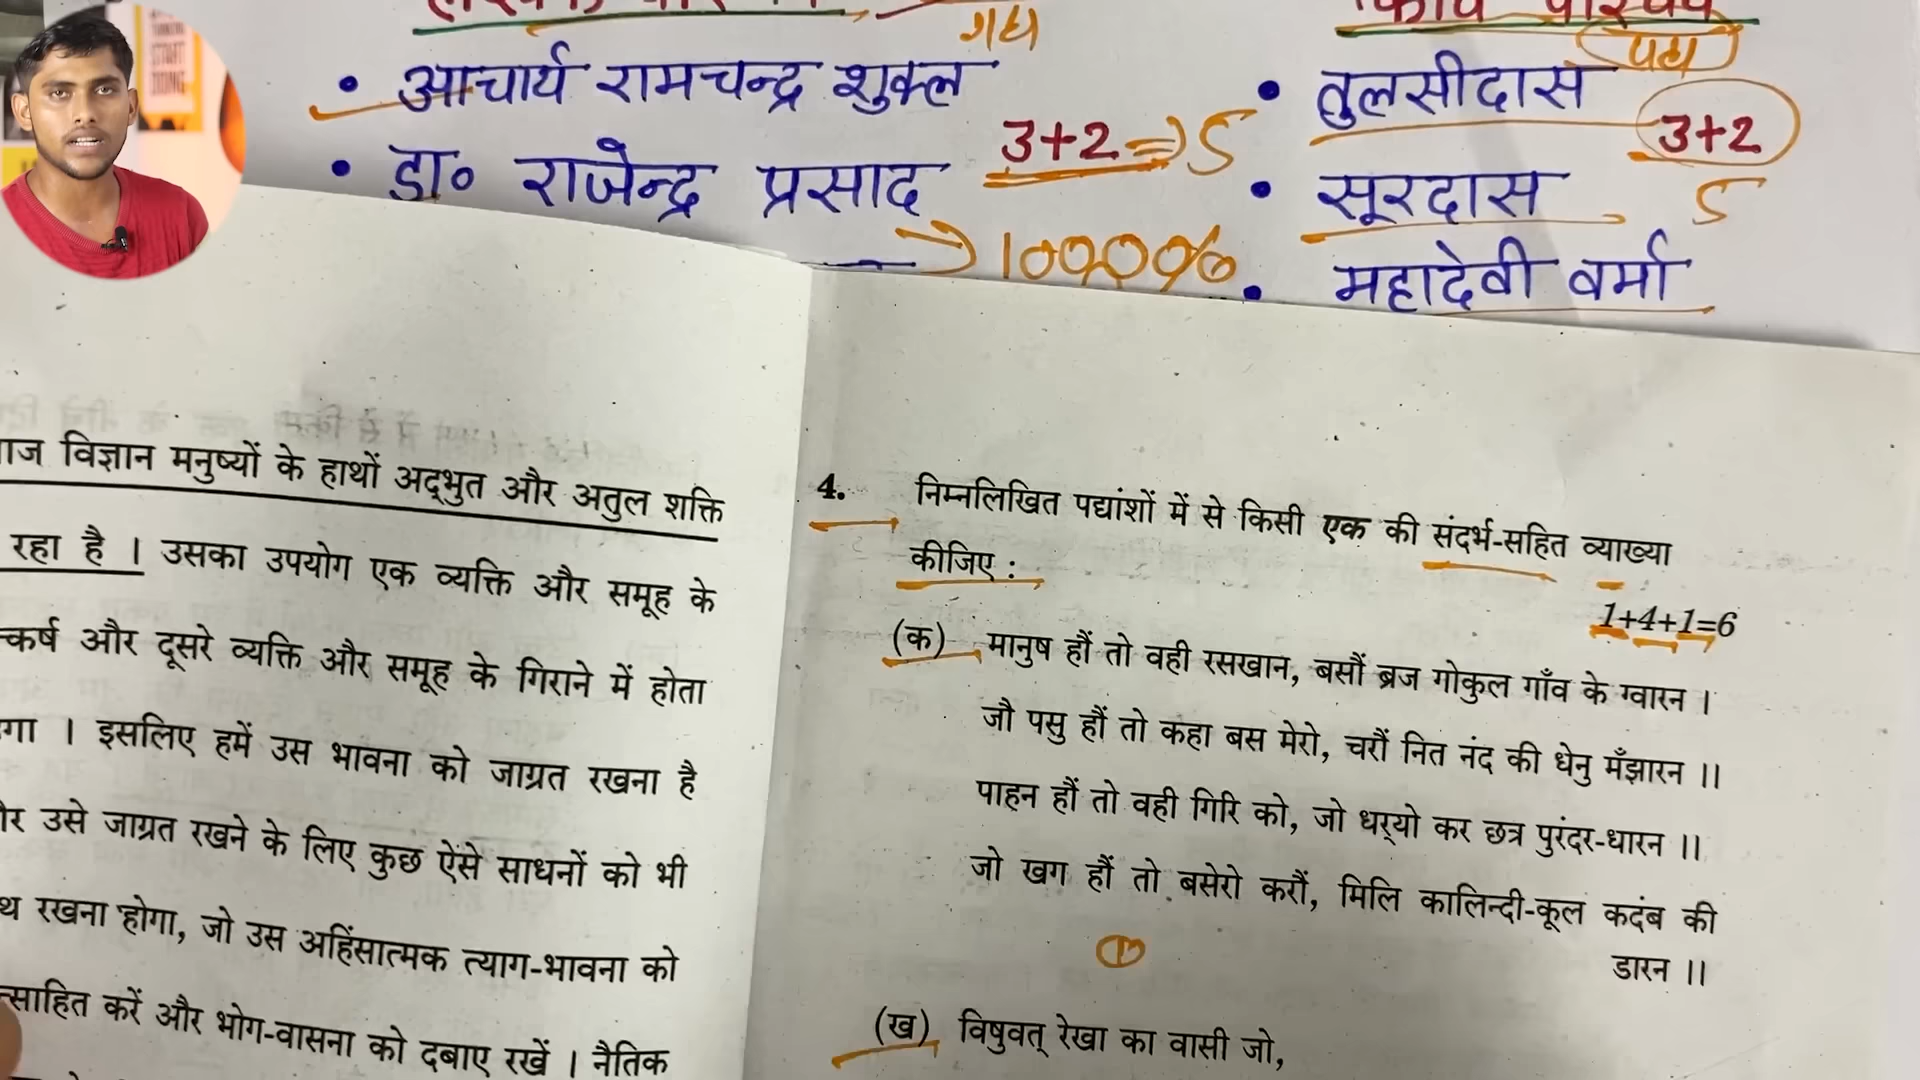 START
DOING
गद्य
पद्य
• आचार्य रामचन्द्र शुक्ल
3+2 => 5
• डा० राजेन्द्र प्रसाद
→ 100%
• तुलसीदास
3+2
5
• सूरदास
• महादेवी वर्मा
विज्ञान मनुष्यों के हाथों अद्भुत और अतुल शक्ति
रहा है । उसका उपयोग एक व्यक्ति और समूह के
और दूसरे व्यक्ति और समूह के गिराने में होता
। इसलिए हमें उस भावना को जाग्रत रखना है
उसे जाग्रत रखने के लिए कुछ ऐसे साधनों को भी
रखना होगा, जो उस अहिंसात्मक त्याग-भावना को
करें और भोग-वासना को दबाए रखें । नैतिक
4. निम्नलिखित पद्यांशों में से किसी एक की संदर्भ-सहित व्याख्या
कीजिए :
1+4+1=6
(क) मानुष हौं तो वही रसखान, बसौं ब्रज गोकुल गाँव के ग्वारन ।
जौ पसु हौं तो कहा बस मेरो, चरौं नित नंद की धेनु मँझारन ।।
पाहन हौं तो वही गिरि को, जो धर्‌यो कर छत्र पुरंदर-धारन ।।
जो खग हौं तो बसेरो करौं, मिलि कालिन्दी-कूल कदंब की
डारन ।।
(ख) विषुवत् रेखा का वासी जो,